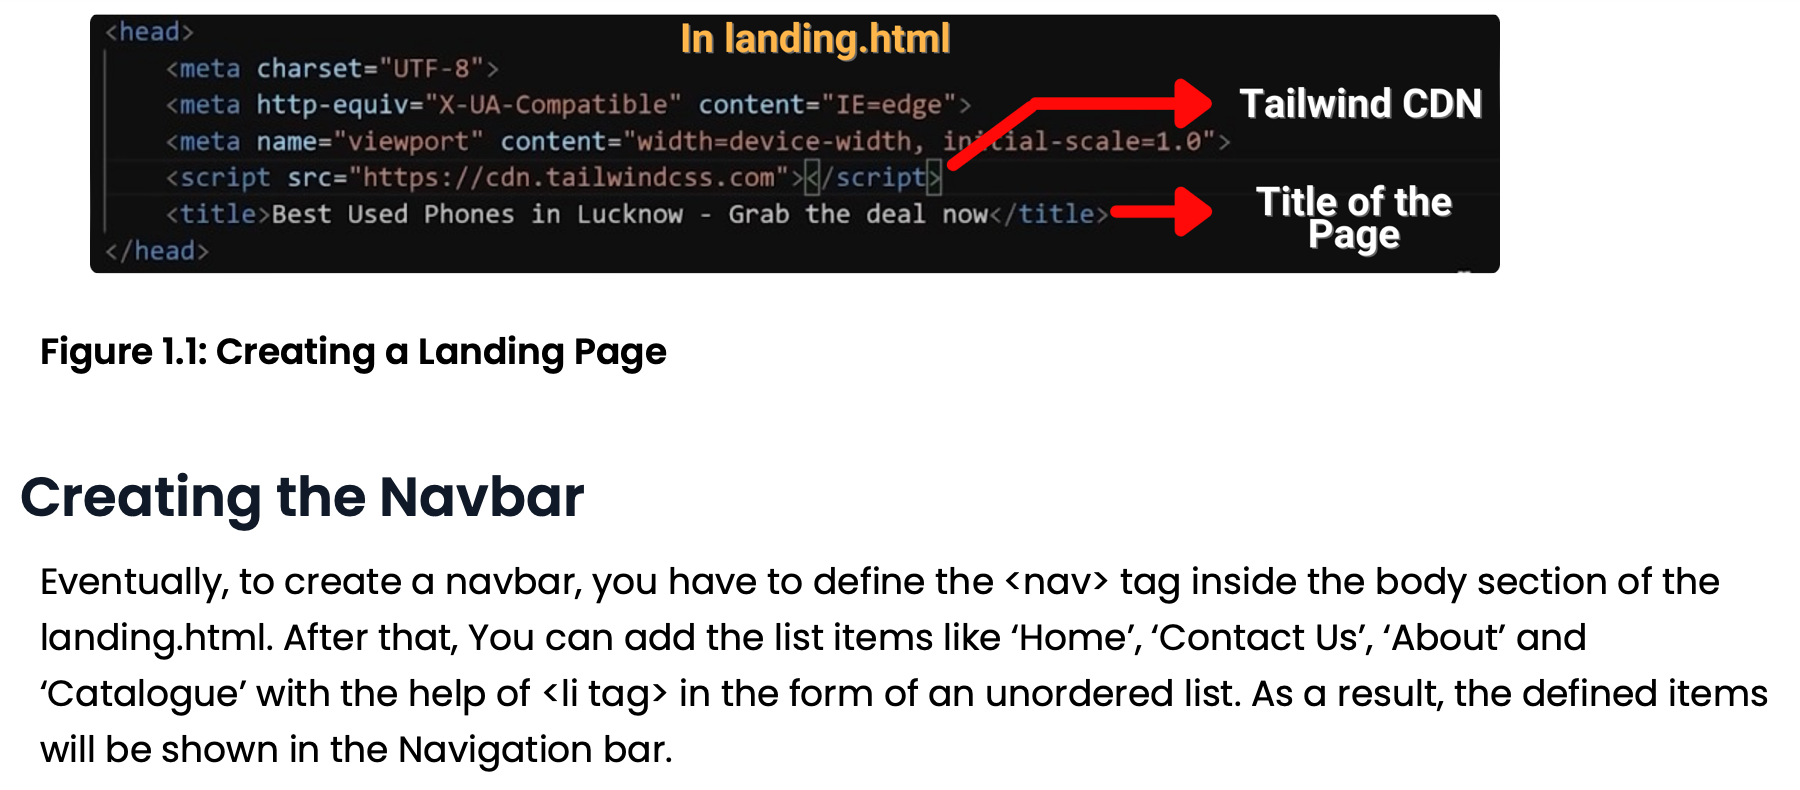 <head>
In landing.html
<meta charset="UTF-8">
<meta http-equiv="X-UA-Compatible" content="IE=edge">
Tailwind CDN
<meta name="viewport" content="width=device-width, initial-scale=1.0">
<script src="https://cdn.tailwindcss.com"></script>
<title>Best Used Phones in Lucknow - Grab the deal now</title>
Title of the
Page
</head>
Figure 1.1: Creating a Landing Page
Creating the Navbar
Eventually, to create a navbar, you have to define the <nav> tag inside the body section of the
landing.html. After that, You can add the list items like ‘Home’, ‘Contact Us’, ‘About’ and
‘Catalogue’ with the help of <li tag> in the form of an unordered list. As a result, the defined items
will be shown in the Navigation bar.